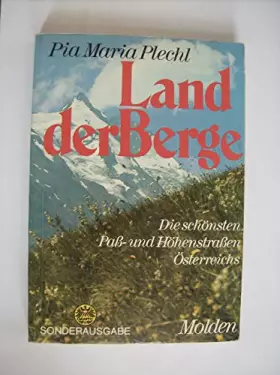 Pia Maria Plechl
Land
der Berge
Die schönsten
Paß- und Höhenstraßen
Österreichs
SONDERAUSGABE
Molden